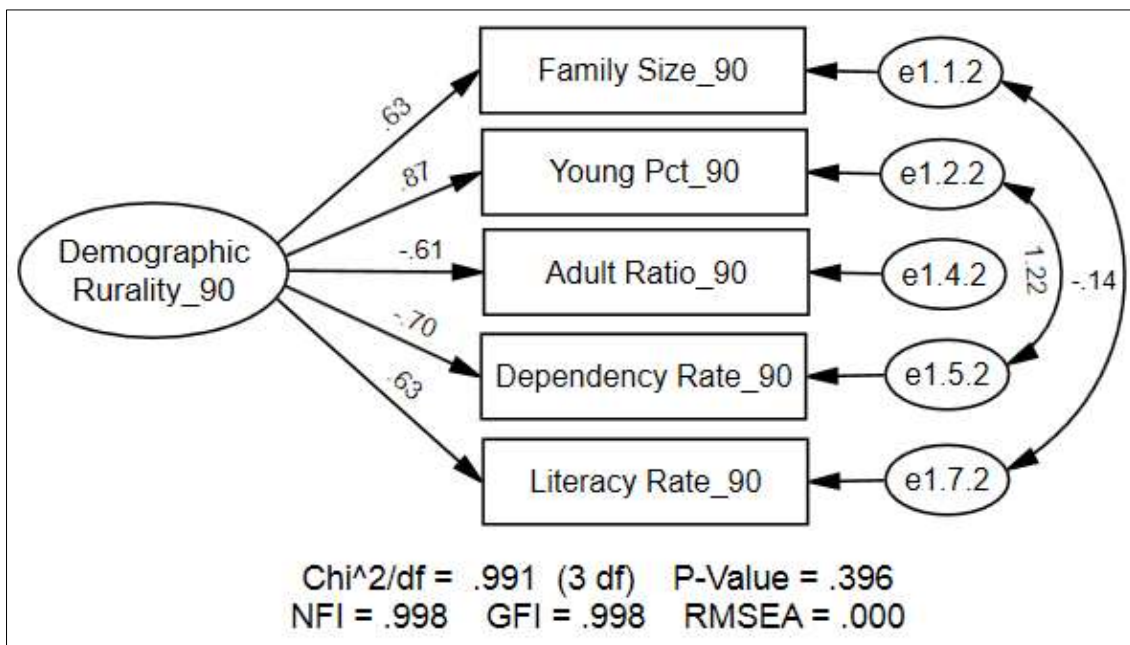 Family Size_90
e1.1.2
.63
Young Pct_90
e1.2.2
.87
Demographic
Rurality_90
-.61
Adult Ratio_90
e1.4.2
1.22
-.14
-.70
Dependency Rate_90
e1.5.2
.63
Literacy Rate_90
e1.7.2
Chi^2/df = .991 (3 df) P-Value = .396
NFI = .998 GFI = .998 RMSEA = .000